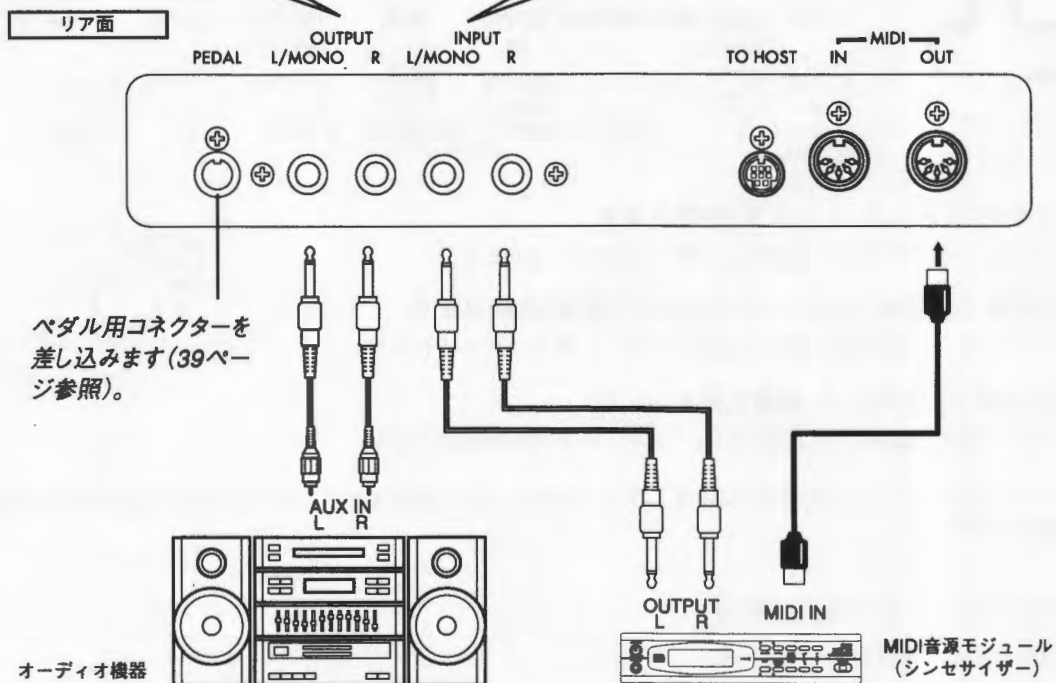 リア面
OUTPUT INPUT MIDI
PEDAL L/MONO R L/MONO R TO HOST IN OUT
ペダル用コネクターを
差し込みます(39ペー
ジ参照)。
AUX IN
L R
OUTPUT MIDI IN
L R
オーディオ機器
MIDI音源モジュール
(シンセサイザー)